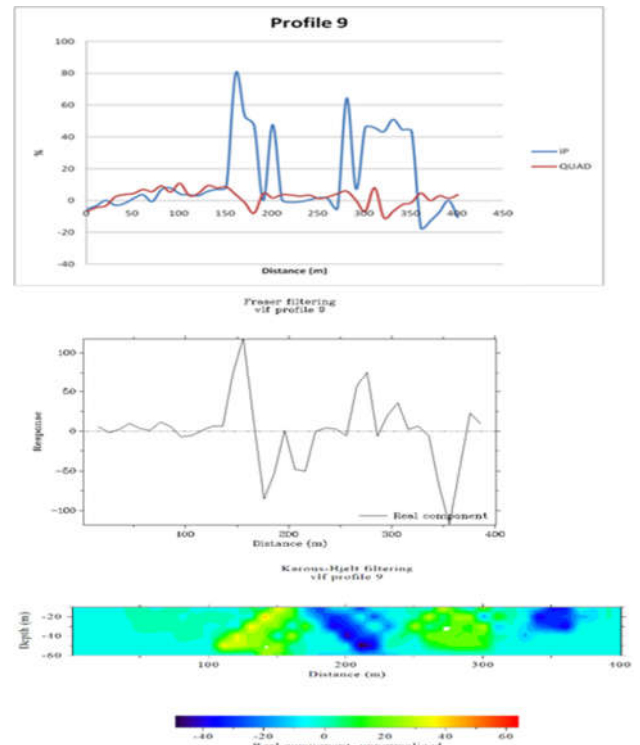 Profile 9
100
80
60
40
20
0
-20
-40
%
0 50 100 150 200 250 300 350 400 450
Distance (m)
IP
QUAD
Fraser filtering
vlf profile 9
100
50
0
-50
-100
Response
Real component
100 200 300 400
Distance (m)
Karous-Hjelt filtering
vlf profile 9
Depth (m)
-20
-40
-60
100 200 300 400
Distance (m)
-40 -20 0 20 40 60
Real component